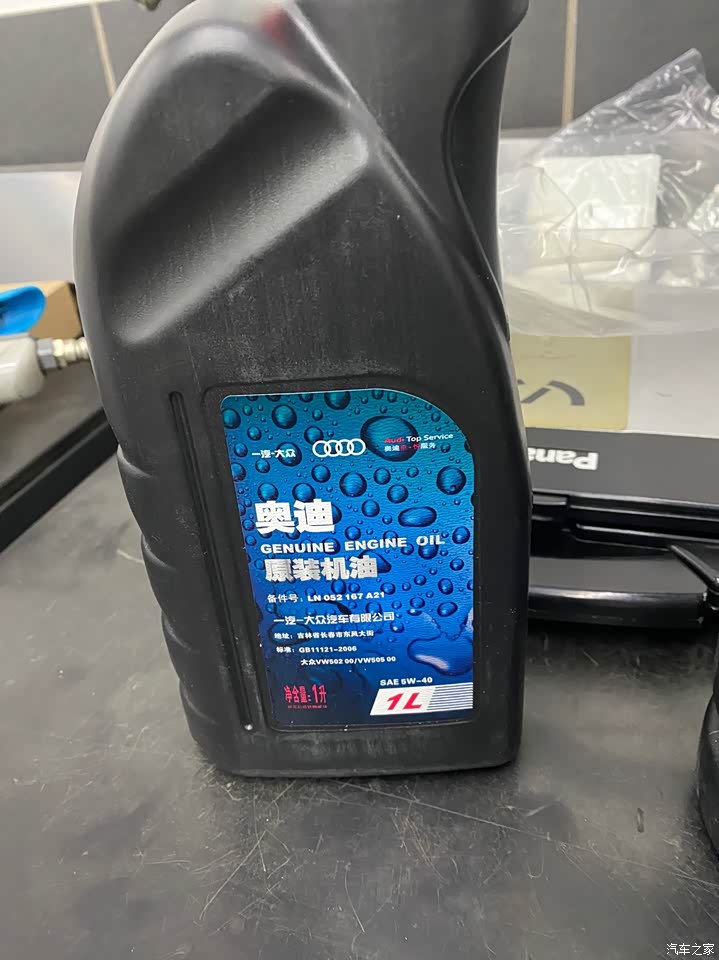 一汽-大众
Audi Top Service
奥迪
GENUINE ENGINE OIL
原装机油
备件号：LN 052 167 A21
一汽-大众汽车有限公司
地址：吉林省长春市东风大街
标准：GB11121-2006
大众VW502 00/VW505 00
SAE 5W-40
净含量：1升
1L
Pana
汽车之家